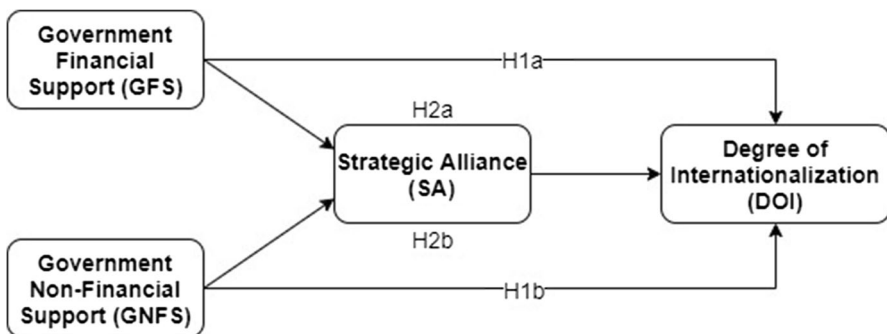 Government
Financial
Support (GFS)
H1a
H2a
Strategic Alliance
(SA)
Degree of
Internationalization
(DOI)
H2b
Government
Non-Financial
Support (GNFS)
H1b